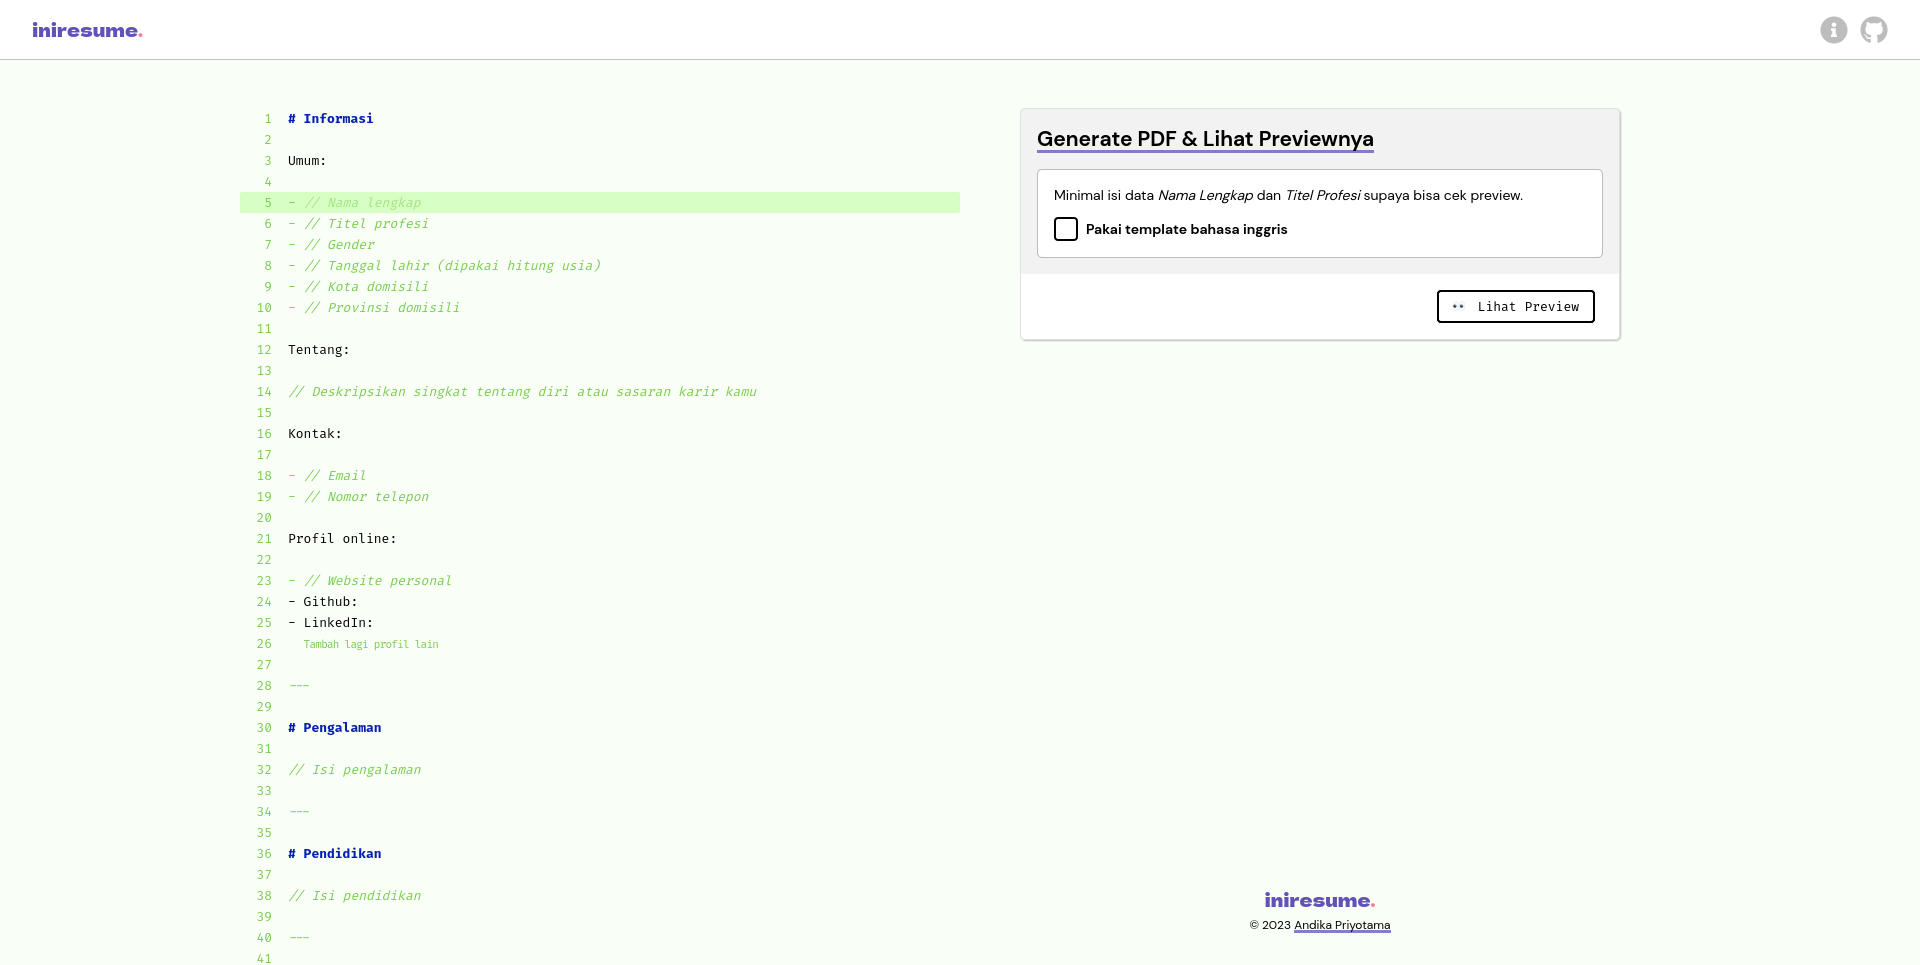 iniresume.
1 # Informasi
2
3 Umum:
4
5 - // Nama lengkap
6 - // Titel profesi
7 - // Gender
8 - // Tanggal lahir (dipakai hitung usia)
9 - // Kota domisili
10 - // Provinsi domisili
11
12 Tentang:
13
14 // Deskripsikan singkat tentang diri atau sasaran karir kamu
15
16 Kontak:
17
18 - // Email
19 - // Nomor telepon
20
21 Profil online:
22
23 - // Website personal
24 - Github:
25 - LinkedIn:
26 Tambah lagi profil lain
27
28 ---
29
30 # Pengalaman
31
32 // Isi pengalaman
33
34 ---
35
36 # Pendidikan
37
38 // Isi pendidikan
39
40 ---
41
Generate PDF & Lihat Previewnya
Minimal isi data Nama Lengkap dan Titel Profesi supaya bisa cek preview.
Pakai template bahasa inggris
👀 Lihat Preview
iniresume.
© 2023 Andika Priyotama